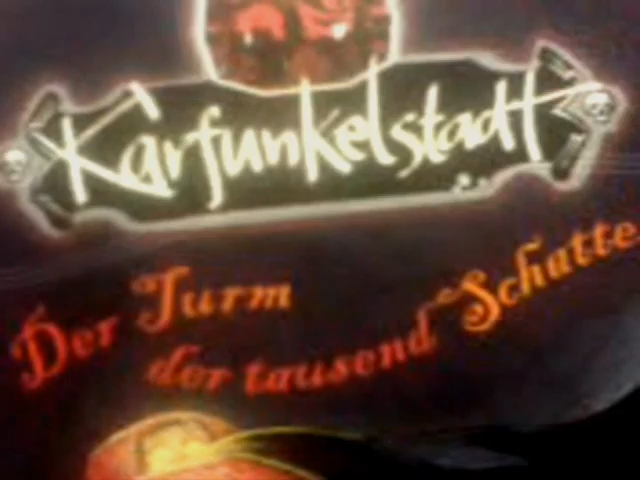 Karfunkelstadt
Der Turm
der tausend Schatte